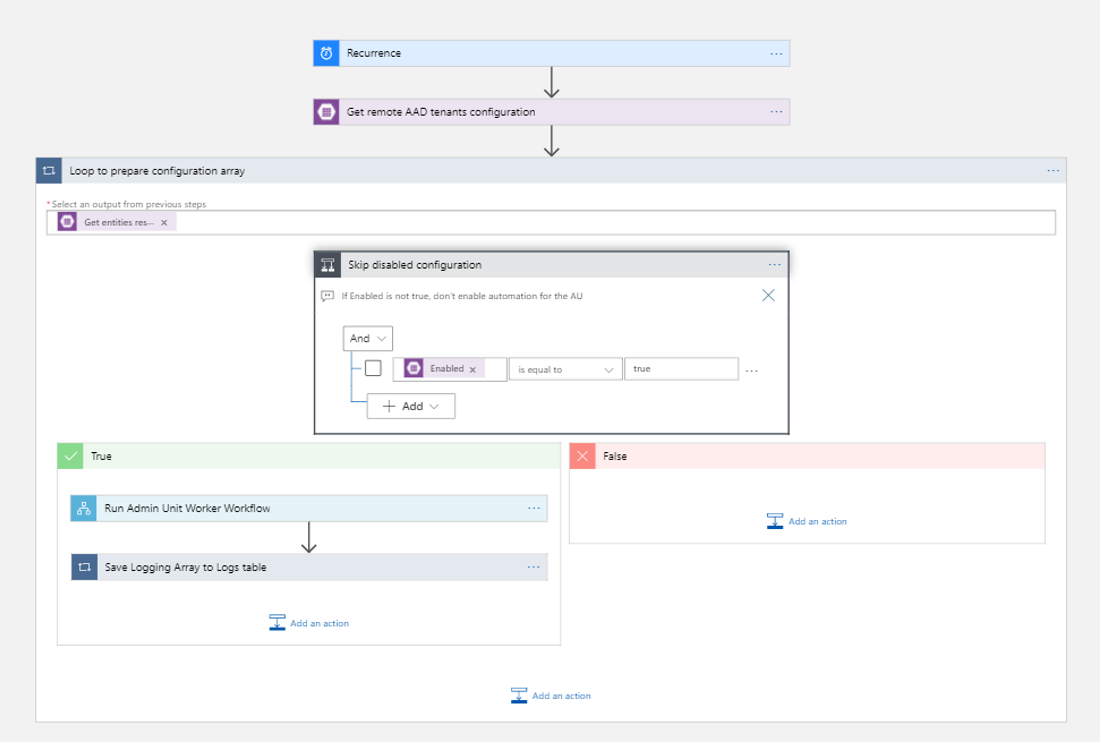 Recurrence
Get remote AAD tenants configuration
Loop to prepare configuration array
*Select an output from previous steps
Get entities res...
Skip disabled configuration
If Enabled is not true, don't enable automation for the AU
And
Enabled is equal to true
Add
True
False
Run Admin Unit Worker Workflow
Add an action
Save Logging Array to Logs table
Add an action
Add an action